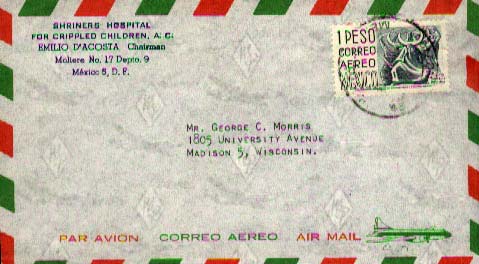 SHRINERS HOSPITAL
FOR CRIPPLED CHILDREN, A. C.
EMILIO D'ACOSTA Chairman
Moliere No. 17 Depto. 9
México 5, D. F.
1 PESO
CORREO
AEREO
MEXICO
MR. GEORGE C. MORRIS
1805 UNIVERSITY AVENUE
MADISON 5, WISCONSIN.
PAR AVION CORREO AEREO AIR MAIL